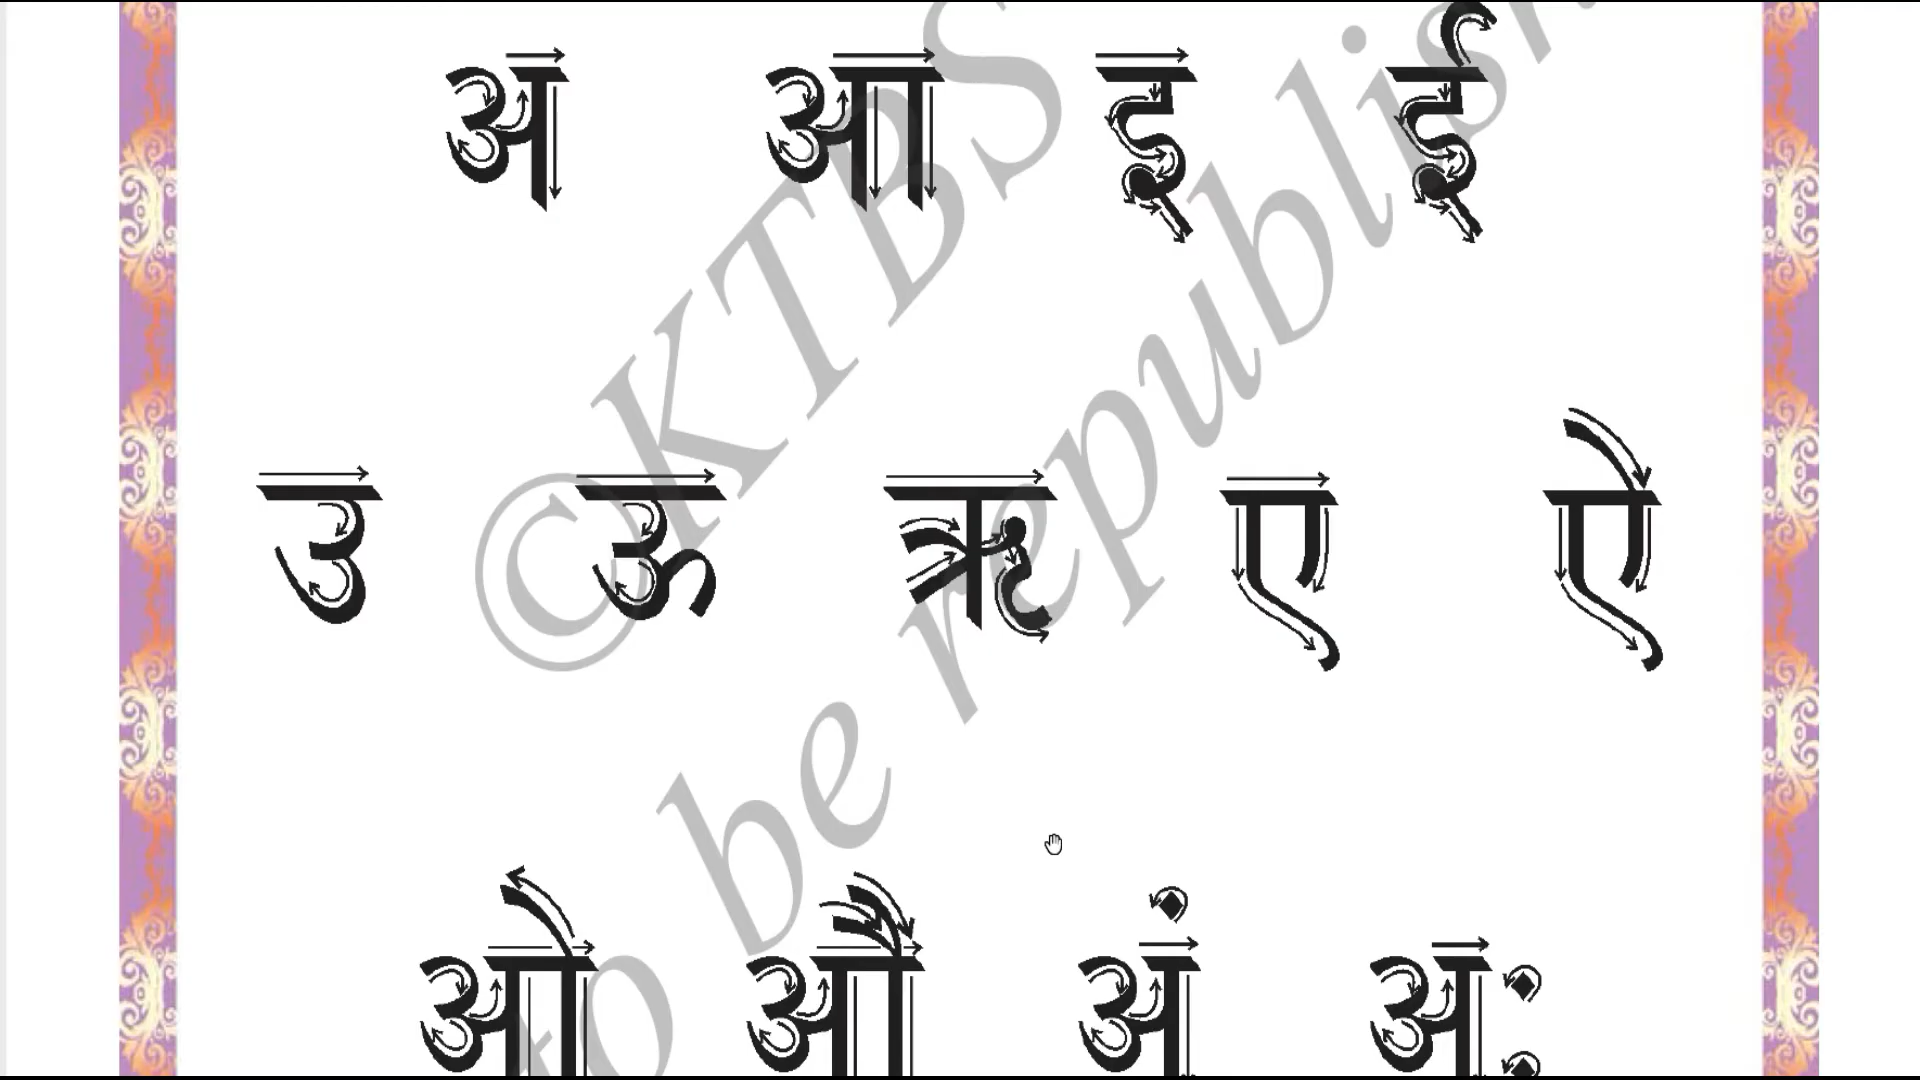 अ आ इ ई
उ ऊ ऋ ए ऐ
ओ औ अं अः
©KTBS
to be republish